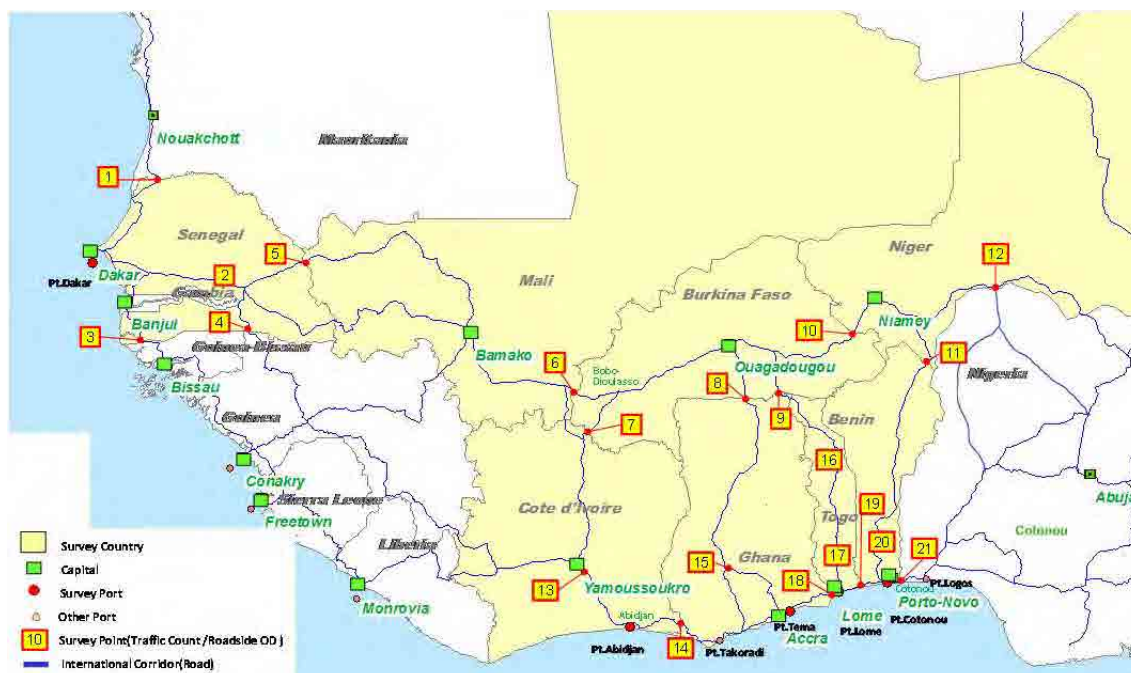 Nouakchott
Mauritania
1
Senegal
5
Niger
12
Dakar
Pt.Dakar
2
Mali
Gambia
Burkina Faso
Banjul
4
10
Niamey
3
Guinea-Bissau
Bamako
6
Bobo-
Dioulasso
Ouagadougou
11
Nigeria
Bissau
8
9
Guinea
7
Benin
16
Conakry
Abuja
Sierra Leone
Cote d'Ivoire
19
Freetown
Togo
Cotonou
Liberia
20
Ghana
17
21
15
18
13
Yamoussoukro
Pt.Logos
Cotonou
Porto-Novo
Monrovia
Abidjan
Lome
Pt.Cotonou
Pt.Tema
Pt.Lome
Accra
14
Pt.Abidjan
Pt.Takoradi
Survey Country
Capital
Survey Port
Other Port
10 Survey Point(Traffic Count /Roadside OD )
International Corridor(Road)